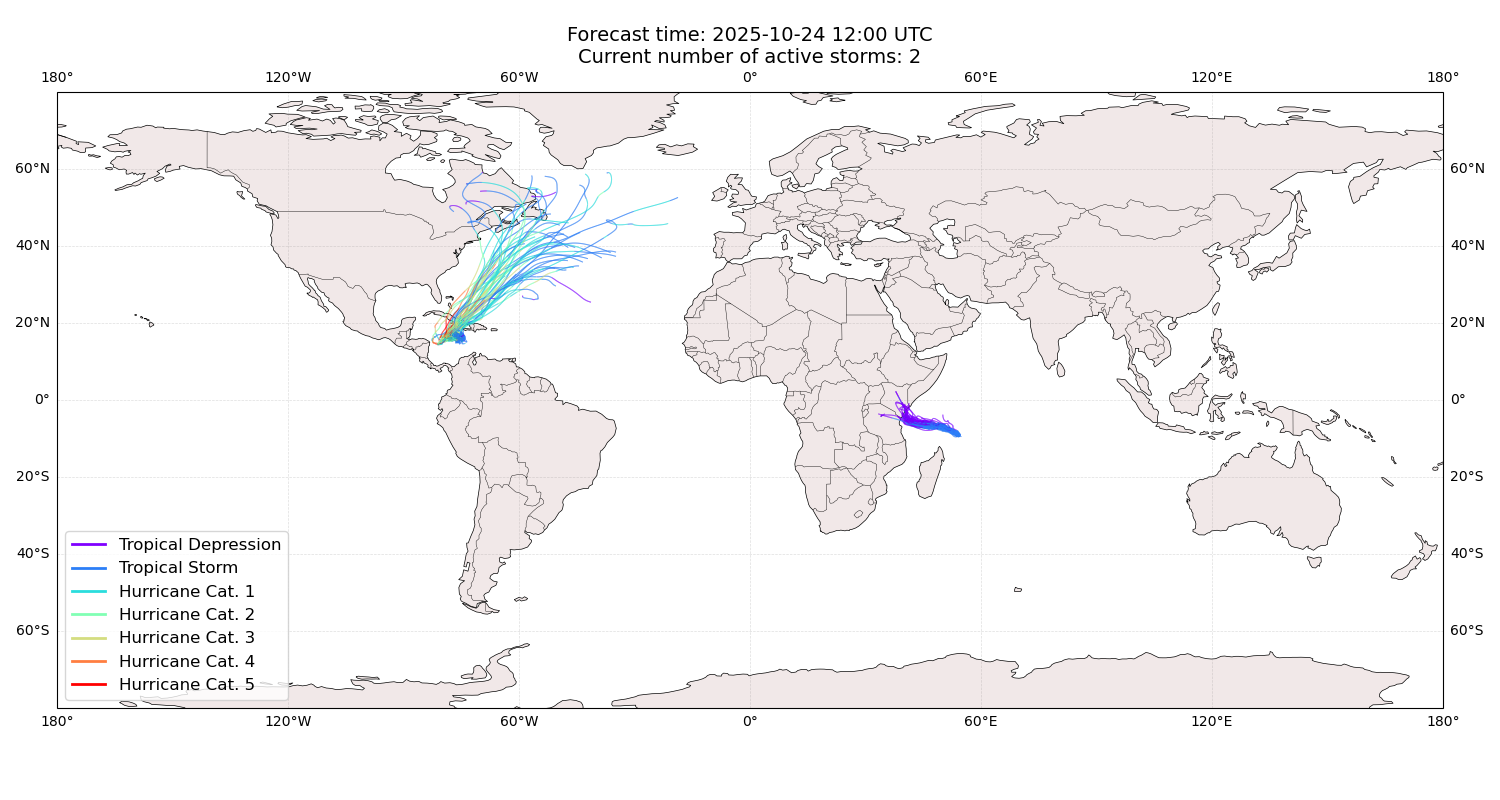 Forecast time: 2025-10-24 12:00 UTC
Current number of active storms: 2
180° 120°W 60°W 0° 60°E 120°E 180°
60°N 60°N
40°N 40°N
20°N 20°N
0° 0°
20°S 20°S
40°S 40°S
60°S 60°S
Tropical Depression
Tropical Storm
Hurricane Cat. 1
Hurricane Cat. 2
Hurricane Cat. 3
Hurricane Cat. 4
Hurricane Cat. 5
180° 120°W 60°W 0° 60°E 120°E 180°